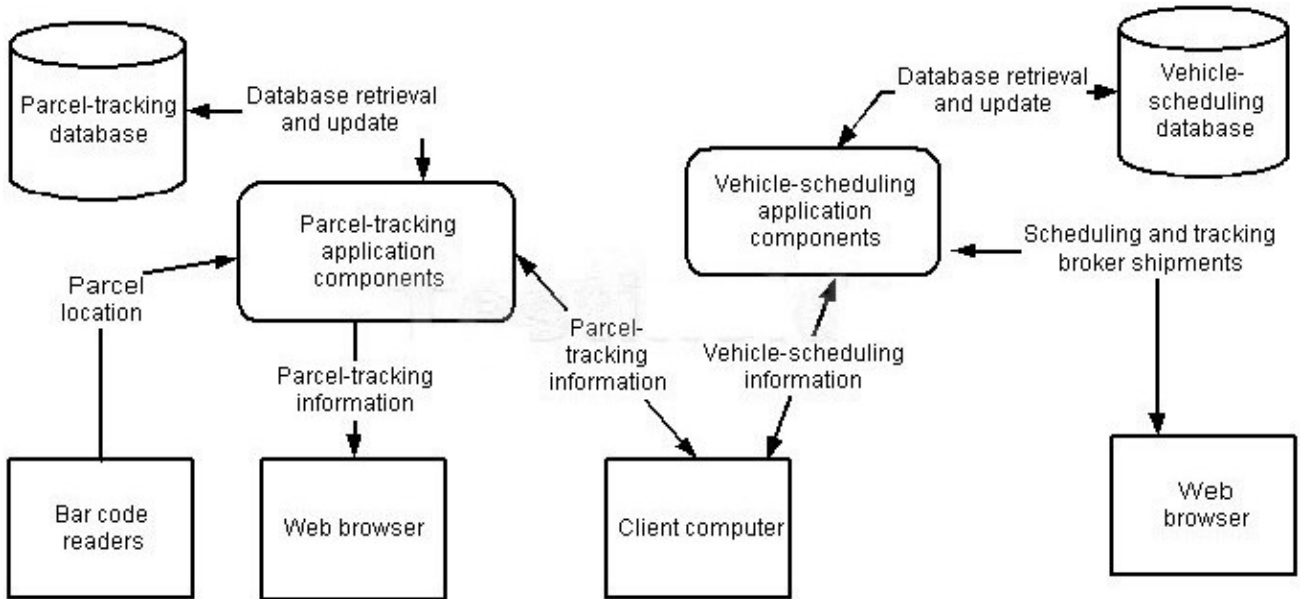 Parcel-tracking
database
Database retrieval
and update
Database retrieval
and update
Vehicle-
scheduling
database
Parcel-tracking
application
components
Vehicle-scheduling
application
components
Scheduling and tracking
broker shipments
Parcel
location
Parcel-tracking
information
Parcel-
tracking
information
Vehicle-scheduling
information
Bar code
readers
Web browser
Client computer
Web
browser